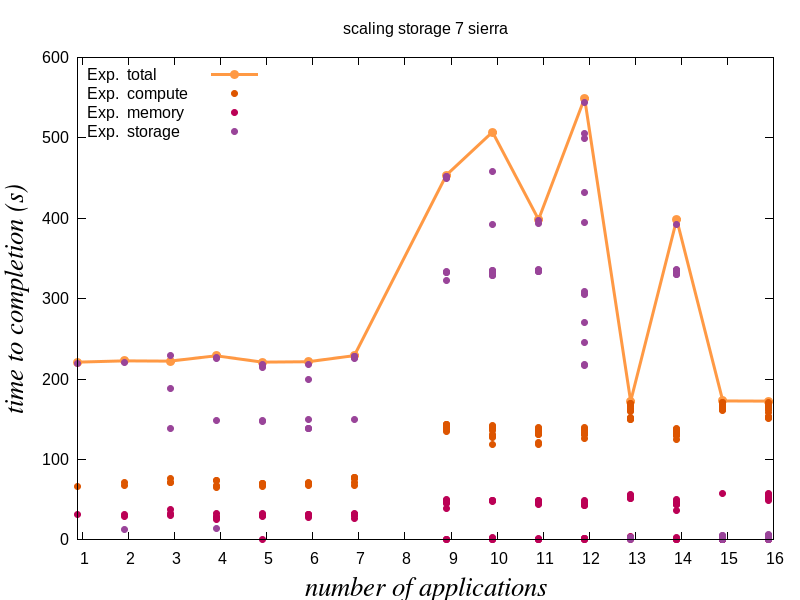 scaling storage 7 sierra
600
500
400
300
200
100
0
Exp. total
Exp. compute
Exp. memory
Exp. storage
time to completion (s)
1 2 3 4 5 6 7 8 9 10 11 12 13 14 15 16
number of applications